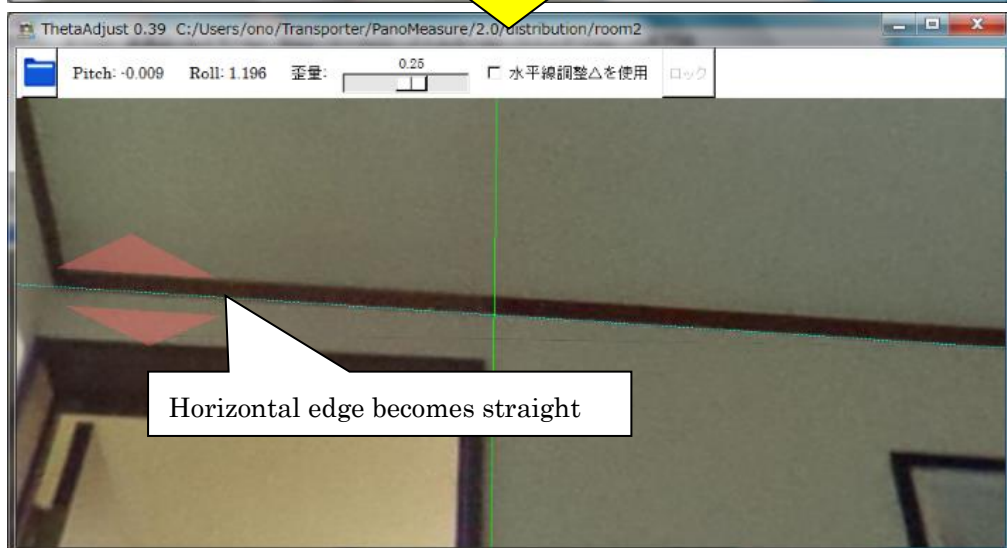 ThetaAdjust 0.39 C:/Users/ono/Transporter/PanoMeasure/2.0/distribution/room2
Pitch: -0.009 Roll: 1.196 歪量: 0.25 水平線調整△を使用 ロック
Horizontal edge becomes straight